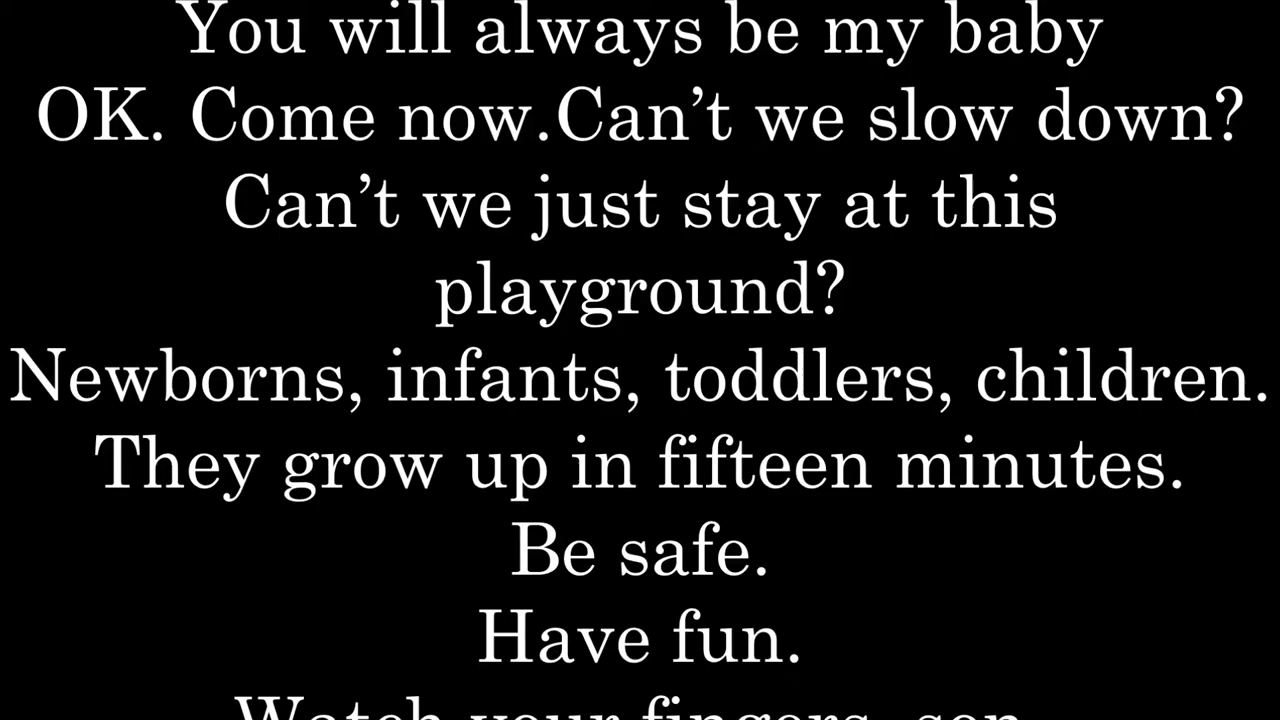 You will always be my baby
OK. Come now.Can’t we slow down?
Can’t we just stay at this
playground?
Newborns, infants, toddlers, children.
They grow up in fifteen minutes.
Be safe.
Have fun.
Watch your fingers, son